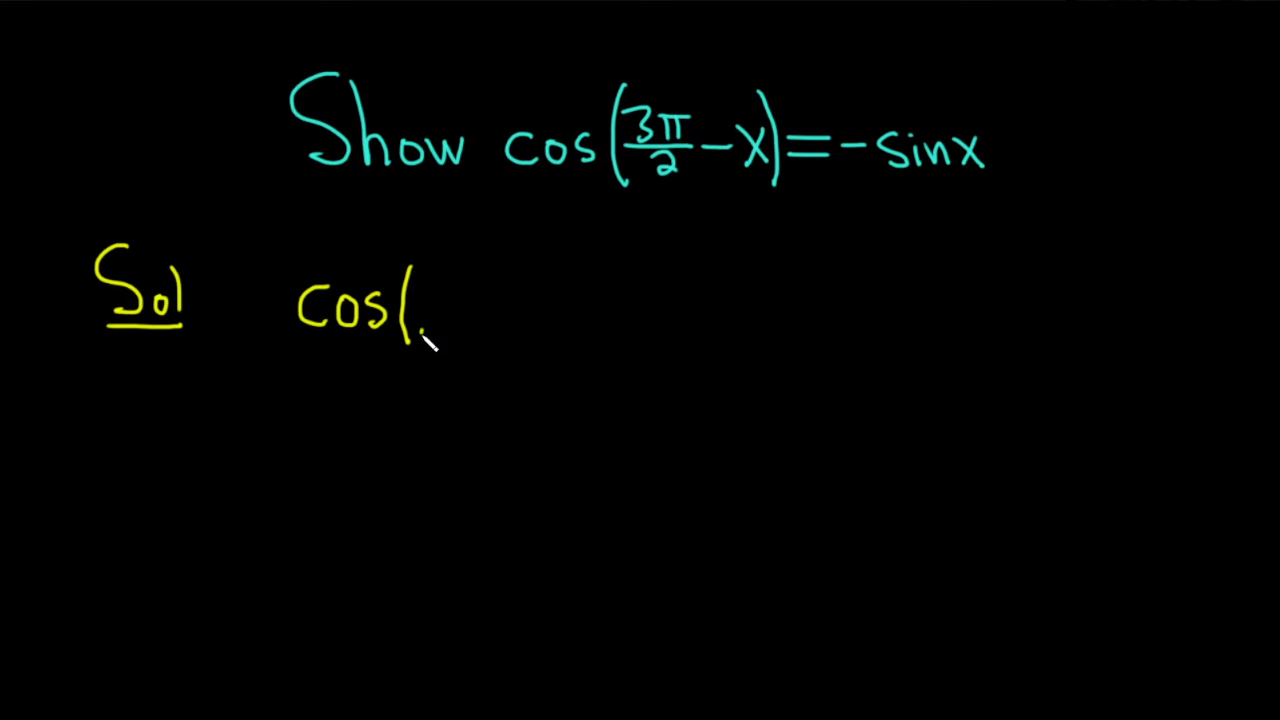 Show cos(3π/2 - x) = - sinx
Sol cos(.